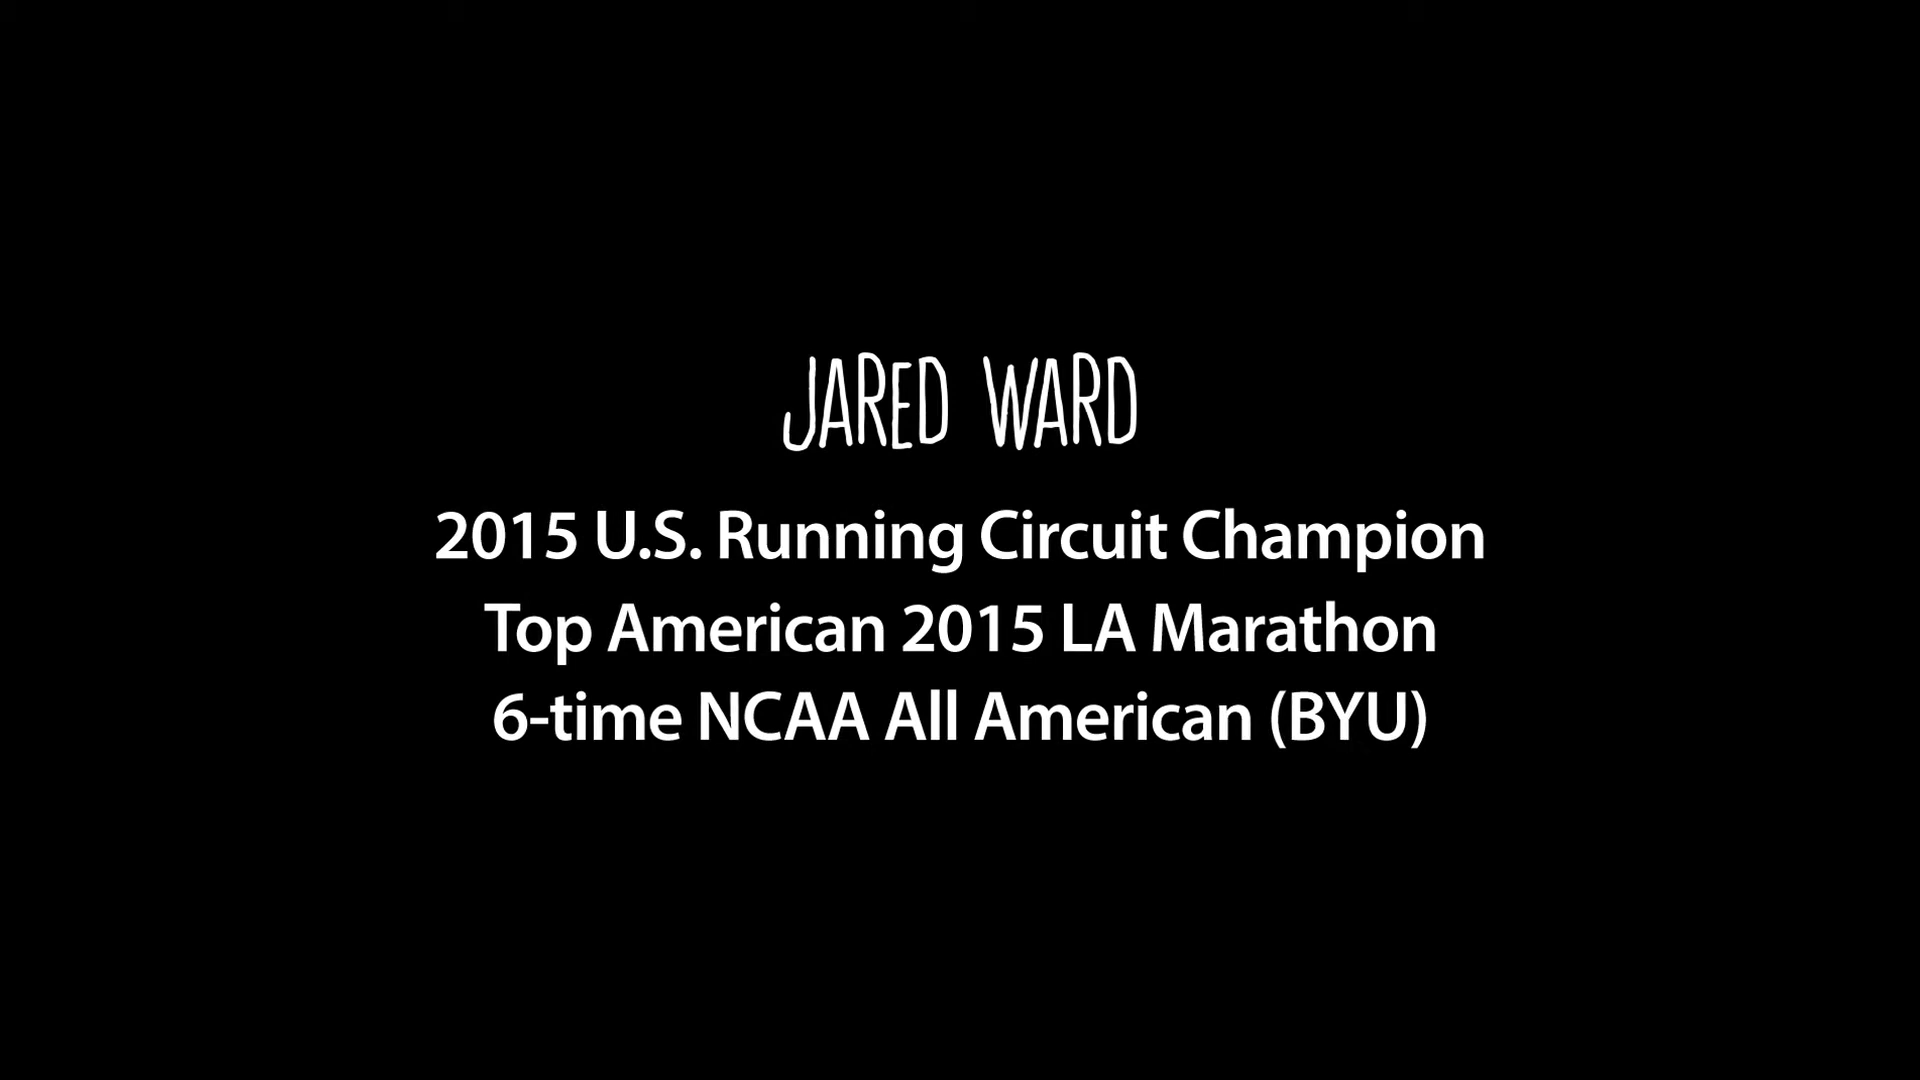 JARED WARD
2015 U.S. Running Circuit Champion
Top American 2015 LA Marathon
6-time NCAA All American (BYU)